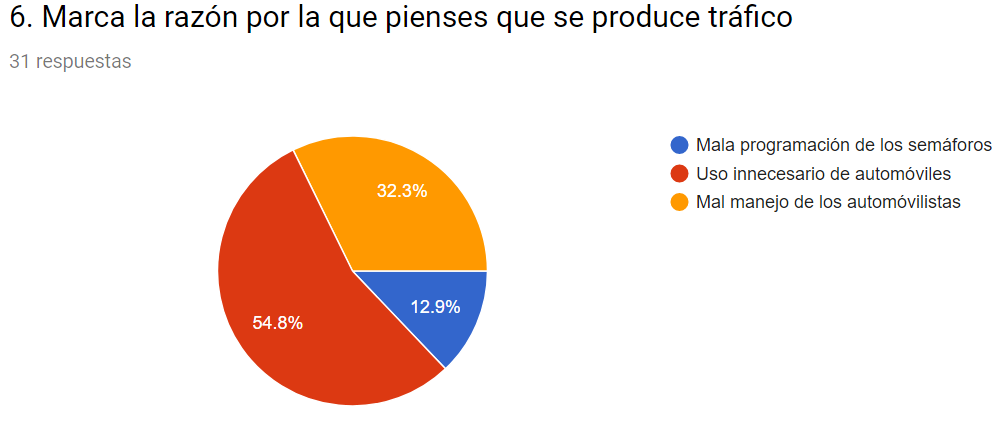 6. Marca la razón por la que pienses que se produce tráfico
31 respuestas
Mala programación de los semáforos
Uso innecesario de automóviles
Mal manejo de los automóvilistas
32.3%
12.9%
54.8%